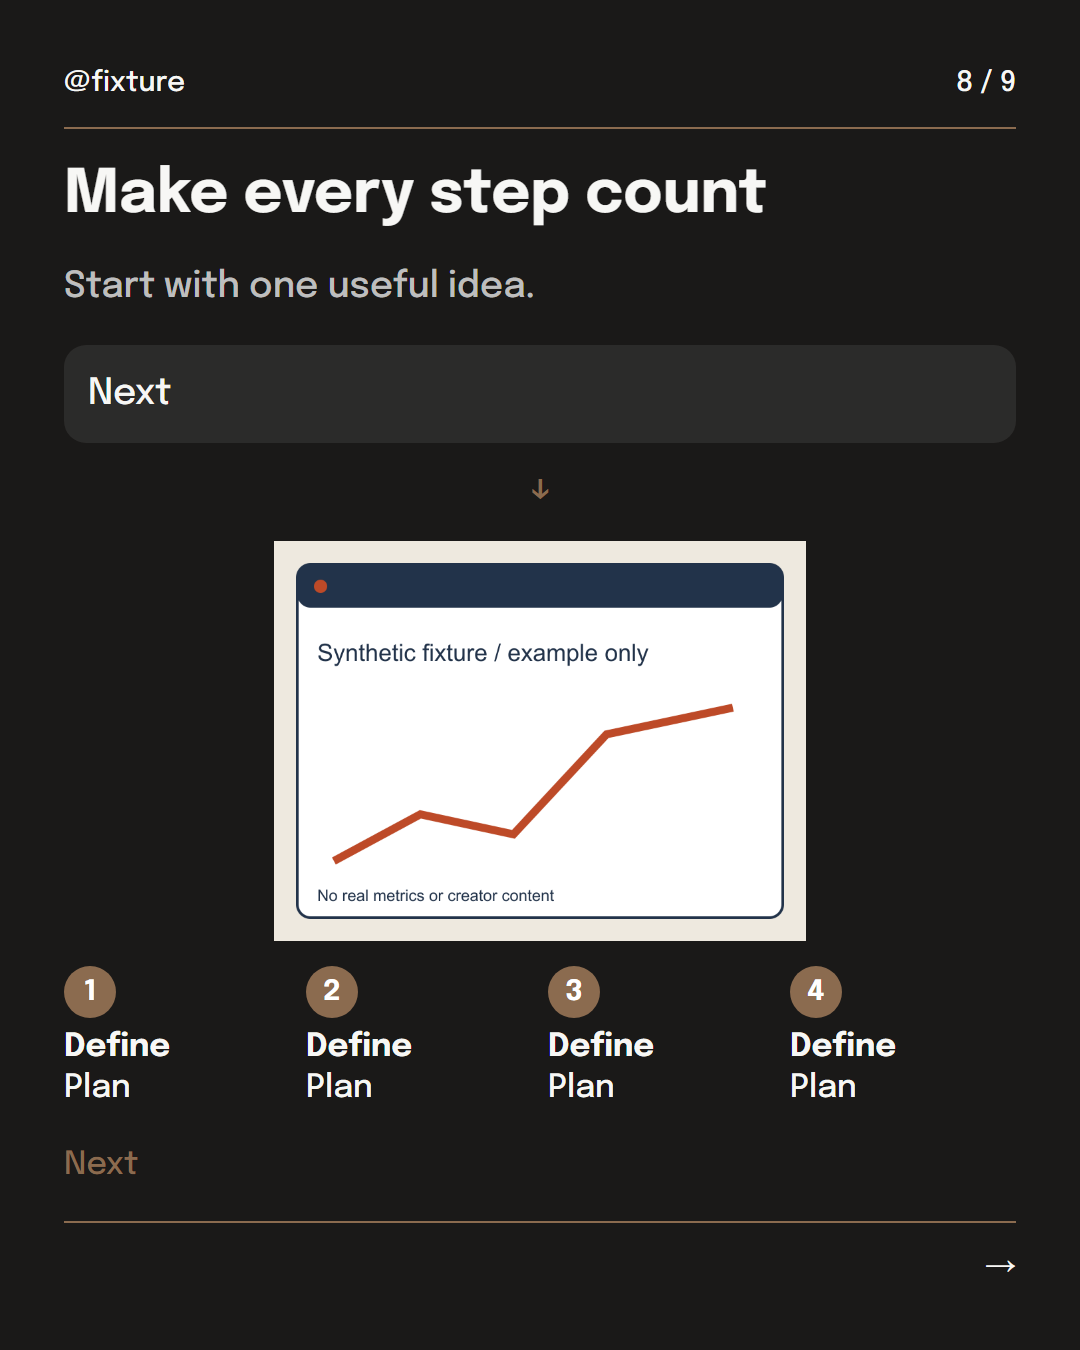 @fixture
8 / 9
Make every step count
Start with one useful idea.
Next
↓
Synthetic fixture / example only
No real metrics or creator content
1
Define
Plan
2
Define
Plan
3
Define
Plan
4
Define
Plan
Next
→